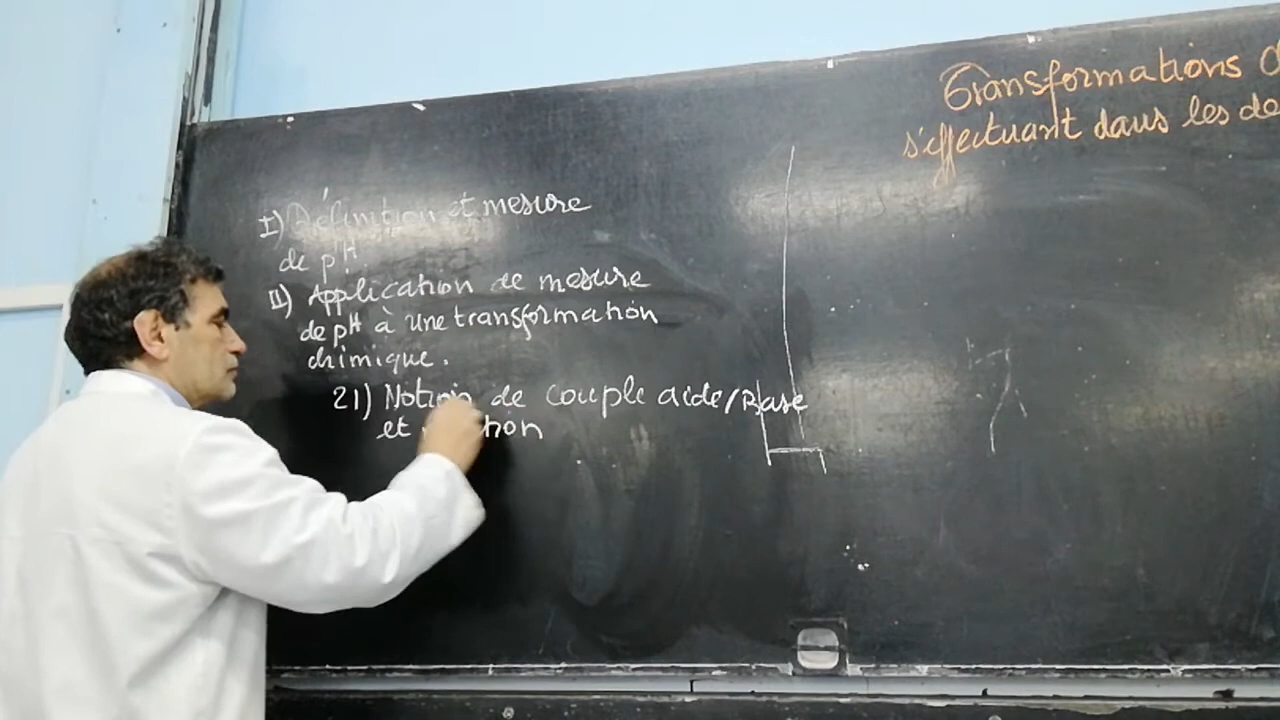 Transformations
s'effectuant dans les de
I) Définition et mesure
de pH
II) Application de mesure
de pH à une transformation
chimique.
21) Notion de couple acide/Base
et